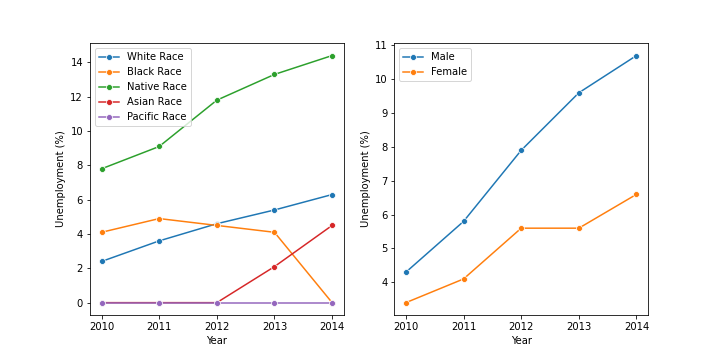 White Race
Black Race
Native Race
Asian Race
Pacific Race
Unemployment (%)
14
12
10
8
6
4
2
0
2010 2011 2012 2013 2014
Year
Male
Female
Unemployment (%)
11
10
9
8
7
6
5
4
2010 2011 2012 2013 2014
Year